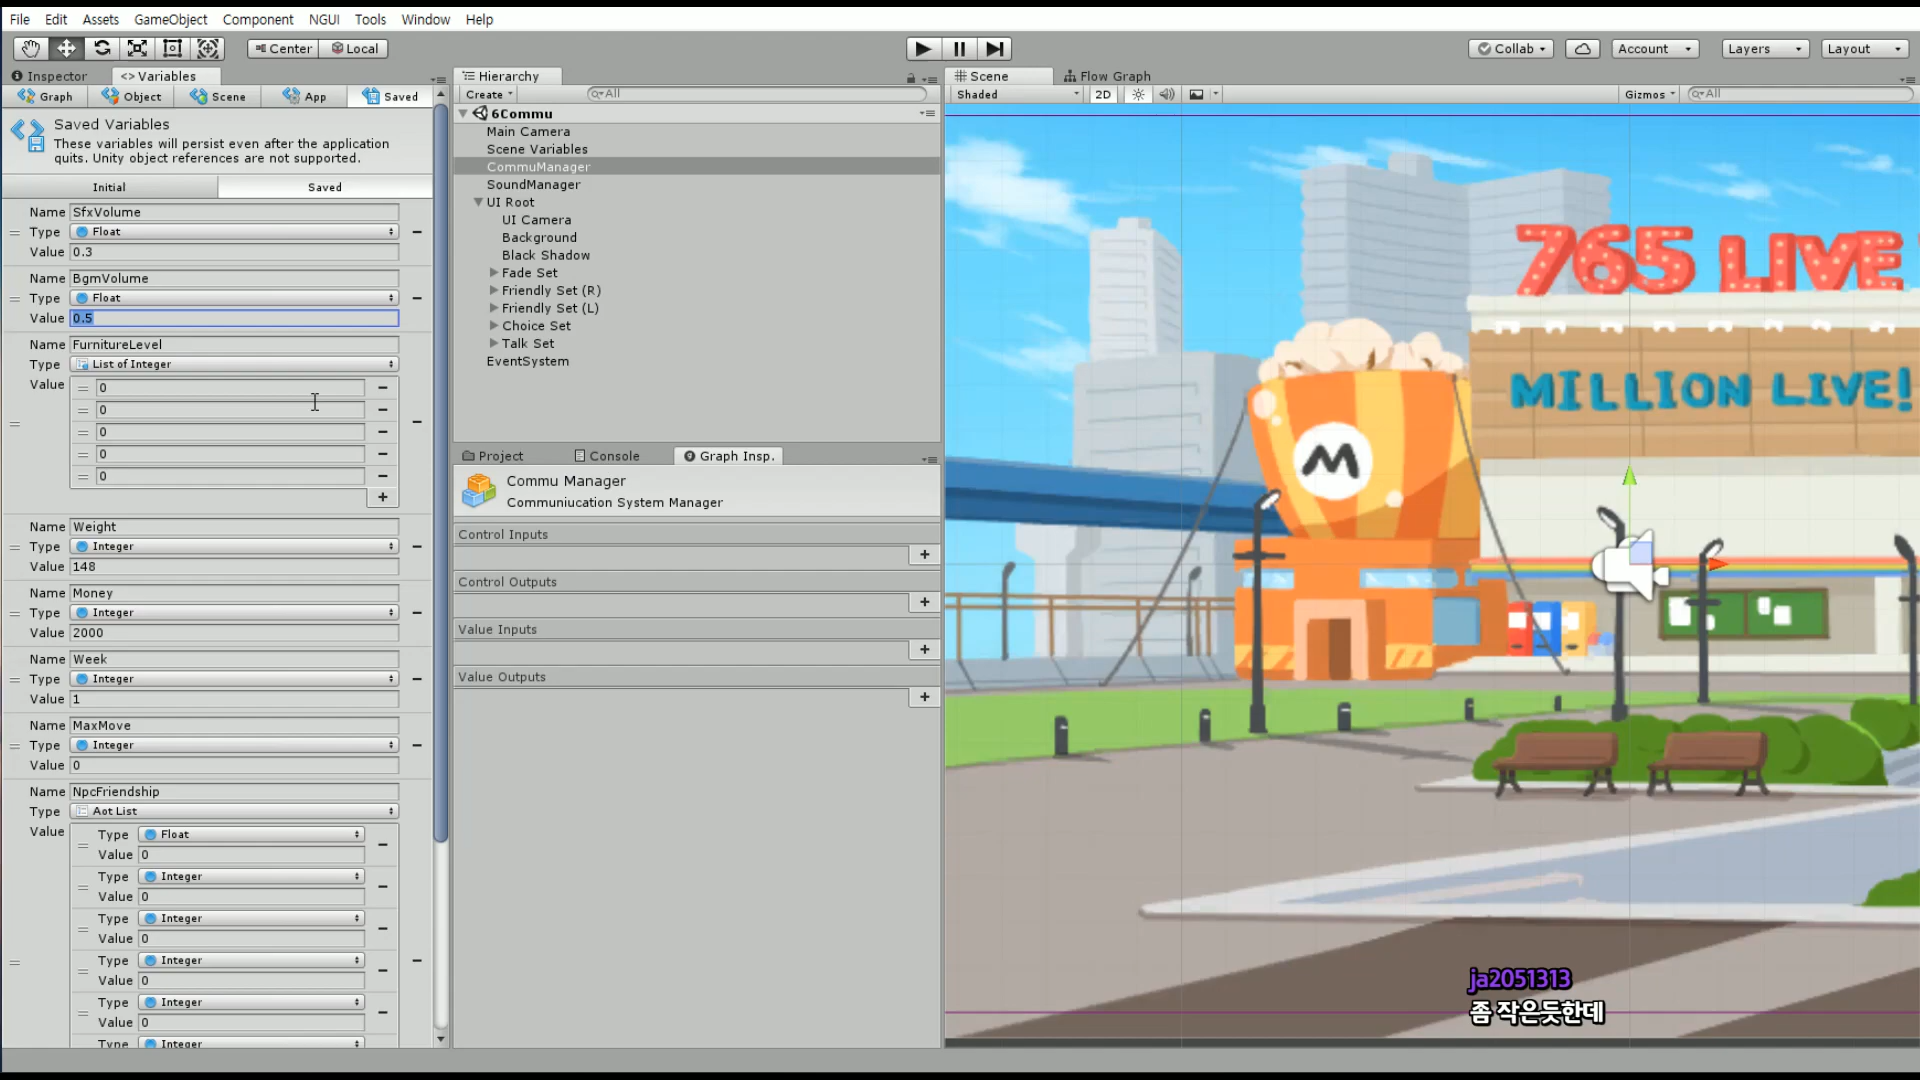 File Edit Assets GameObject Component NGUI Tools Window Help
Center Local Collab Account Layers Layout
Inspector <> Variables
Graph Object Scene App Saved
Saved Variables
These variables will persist even after the application
quits. Unity object references are not supported.
Initial Saved
Name SfxVolume
Type Float
Value 0.3
Name BgmVolume
Type Float
Value 0.5
Name FurnitureLevel
Type List of Integer
Value 0
0
0
0
0
Name Weight
Type Integer
Value 148
Name Money
Type Integer
Value 2000
Name Week
Type Integer
Value 1
Name MaxMove
Type Integer
Value 0
Name NpcFriendship
Type Aot List
Value
Type Float
Value 0
Type Integer
Value 0
Type Integer
Value 0
Type Integer
Value 0
Type Integer
Value 0
Type Integer
Hierarchy
Create All
6Commu
Main Camera
Scene Variables
CommuManager
SoundManager
UI Root
UI Camera
Background
Black Shadow
Fade Set
Friendly Set (R)
Friendly Set (L)
Choice Set
Talk Set
EventSystem
Project Console Graph Insp.
Commu Manager
Communiucation System Manager
Control Inputs
Control Outputs
Value Inputs
Value Outputs
Scene Flow Graph
Shaded 2D Gizmos All
765 LIVE
MILLION LIVE!
M
ja2051313
좀 작은듯한데